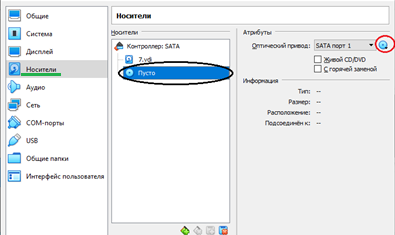 Общие
Система
Дисплей
Носители
Аудио
Сеть
COM-порты
USB
Общие папки
Интерфейс пользователя
Носители
Носители
Контроллер: SATA
7.vdi
Пусто
Атрибуты
Оптический привод: SATA порт 1
Живой CD/DVD
С горячей заменой
Информация
Тип: --
Размер: --
Расположение: --
Подсоединён к: --